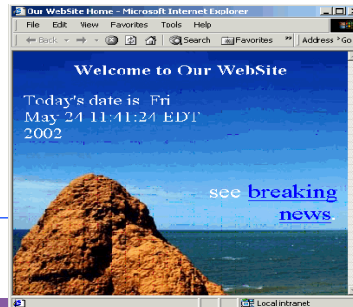 Our WebSite Home - Microsoft Internet Explorer
File Edit View Favorites Tools Help
Back Search Favorites » Address Go
Welcome to Our WebSite
Today's date is Fri
May 24 11:41:24 EDT
2002
see breaking
news
Local intranet